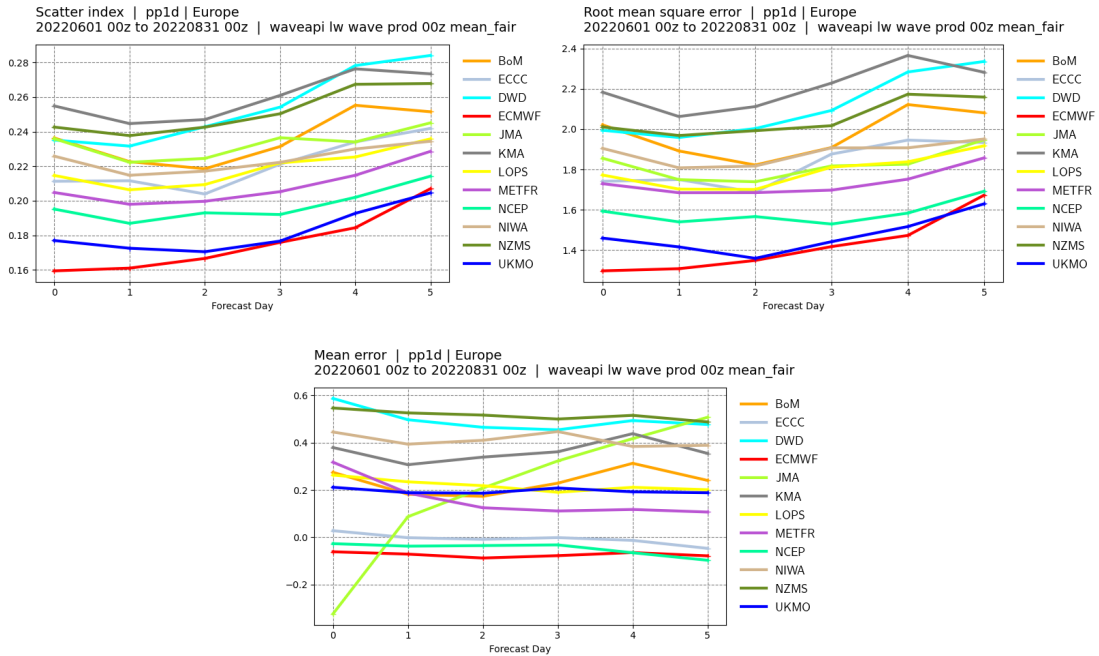 Scatter index | pp1d | Europe
20220601 00z to 20220831 00z | waveapi lw wave prod 00z mean_fair
0.28
0.26
0.24
0.22
0.20
0.18
0.16
0 1 2 3 4 5
Forecast Day
BoM
ECCC
DWD
ECMWF
JMA
KMA
LOPS
METFR
NCEP
NIWA
NZMS
UKMO
Root mean square error | pp1d | Europe
20220601 00z to 20220831 00z | waveapi lw wave prod 00z mean_fair
2.4
2.2
2.0
1.8
1.6
1.4
0 1 2 3 4 5
Forecast Day
BoM
ECCC
DWD
ECMWF
JMA
KMA
LOPS
METFR
NCEP
NIWA
NZMS
UKMO
Mean error | pp1d | Europe
20220601 00z to 20220831 00z | waveapi lw wave prod 00z mean_fair
0.6
0.4
0.2
0.0
−0.2
0 1 2 3 4 5
Forecast Day
BoM
ECCC
DWD
ECMWF
JMA
KMA
LOPS
METFR
NCEP
NIWA
NZMS
UKMO